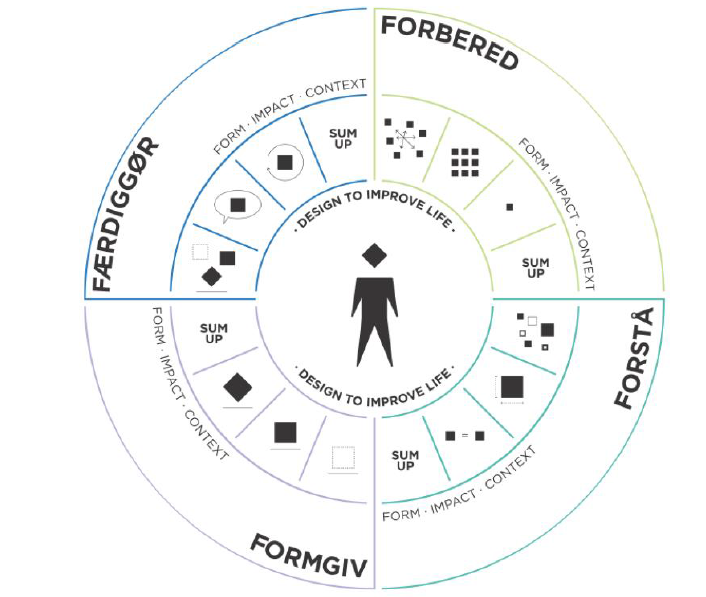 FORBERED
FORM · IMPACT · CONTEXT
SUM
UP
FORSTÅ
FORM · IMPACT · CONTEXT
SUM
UP
FORMGIV
FORM · IMPACT · CONTEXT
SUM
UP
FÆRDIGGØR
FORM · IMPACT · CONTEXT
SUM
UP
· DESIGN TO IMPROVE LIFE ·
· DESIGN TO IMPROVE LIFE ·